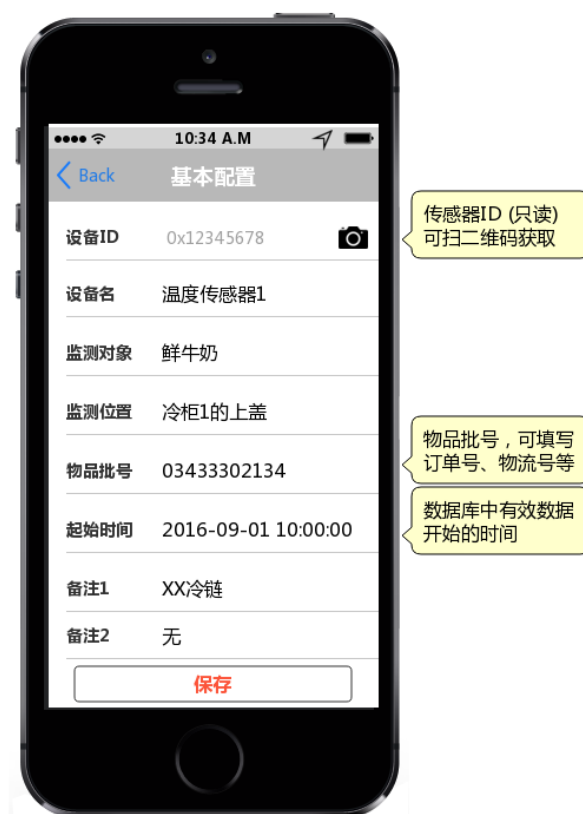 10:34 A.M
Back 基本配置
设备ID 0x12345678
传感器ID (只读)
可扫二维码获取
设备名 温度传感器1
监测对象 鲜牛奶
监测位置 冷柜1的上盖
物品批号 03433302134
物品批号，可填写
订单号、物流号等
起始时间 2016-09-01 10:00:00
数据库中有效数据
开始的时间
备注1 XX冷链
备注2 无
保存